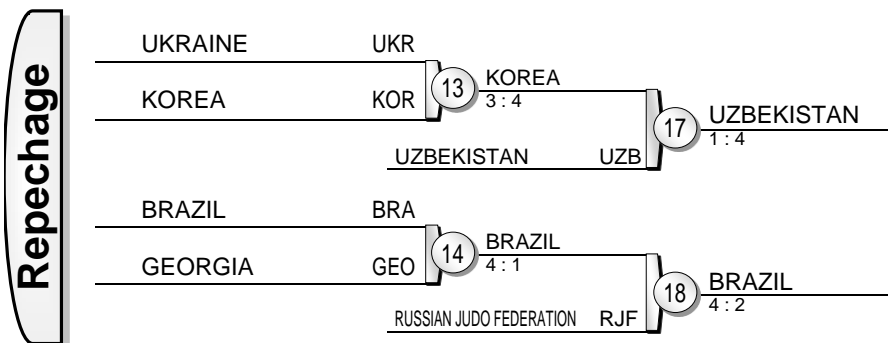 Repechage
UKRAINE UKR
KOREA KOR
13
KOREA
3 : 4
UZBEKISTAN UZB
17
UZBEKISTAN
1 : 4
BRAZIL BRA
GEORGIA GEO
14
BRAZIL
4 : 1
RUSSIAN JUDO FEDERATION RJF
18
BRAZIL
4 : 2